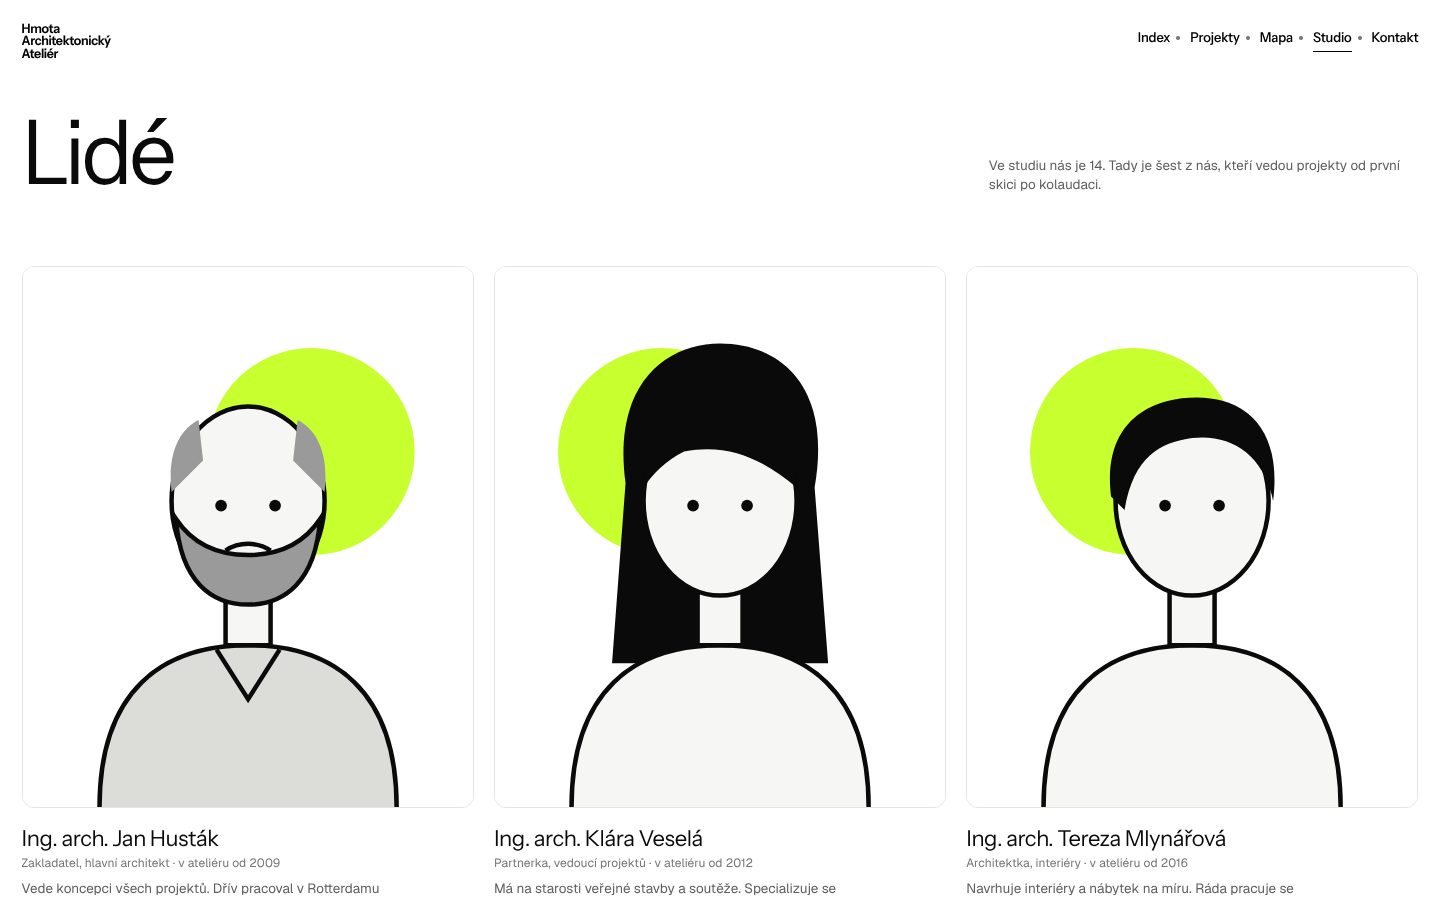 Hmota
Architektonický
Ateliér
Index • Projekty • Mapa • Studio • Kontakt
Lidé
Ve studiu nás je 14. Tady je šest z nás, kteří vedou projekty od první
skici po kolaudaci.
Ing. arch. Jan Husták
Zakladatel, hlavní architekt · v ateliéru od 2009
Vede koncepci všech projektů. Dřív pracoval v Rotterdamu
Ing. arch. Klára Veselá
Partnerka, vedoucí projektů · v ateliéru od 2012
Má na starosti veřejné stavby a soutěže. Specializuje se
Ing. arch. Tereza Mlynářová
Architektka, interiéry · v ateliéru od 2016
Navrhuje interiéry a nábytek na míru. Ráda pracuje se